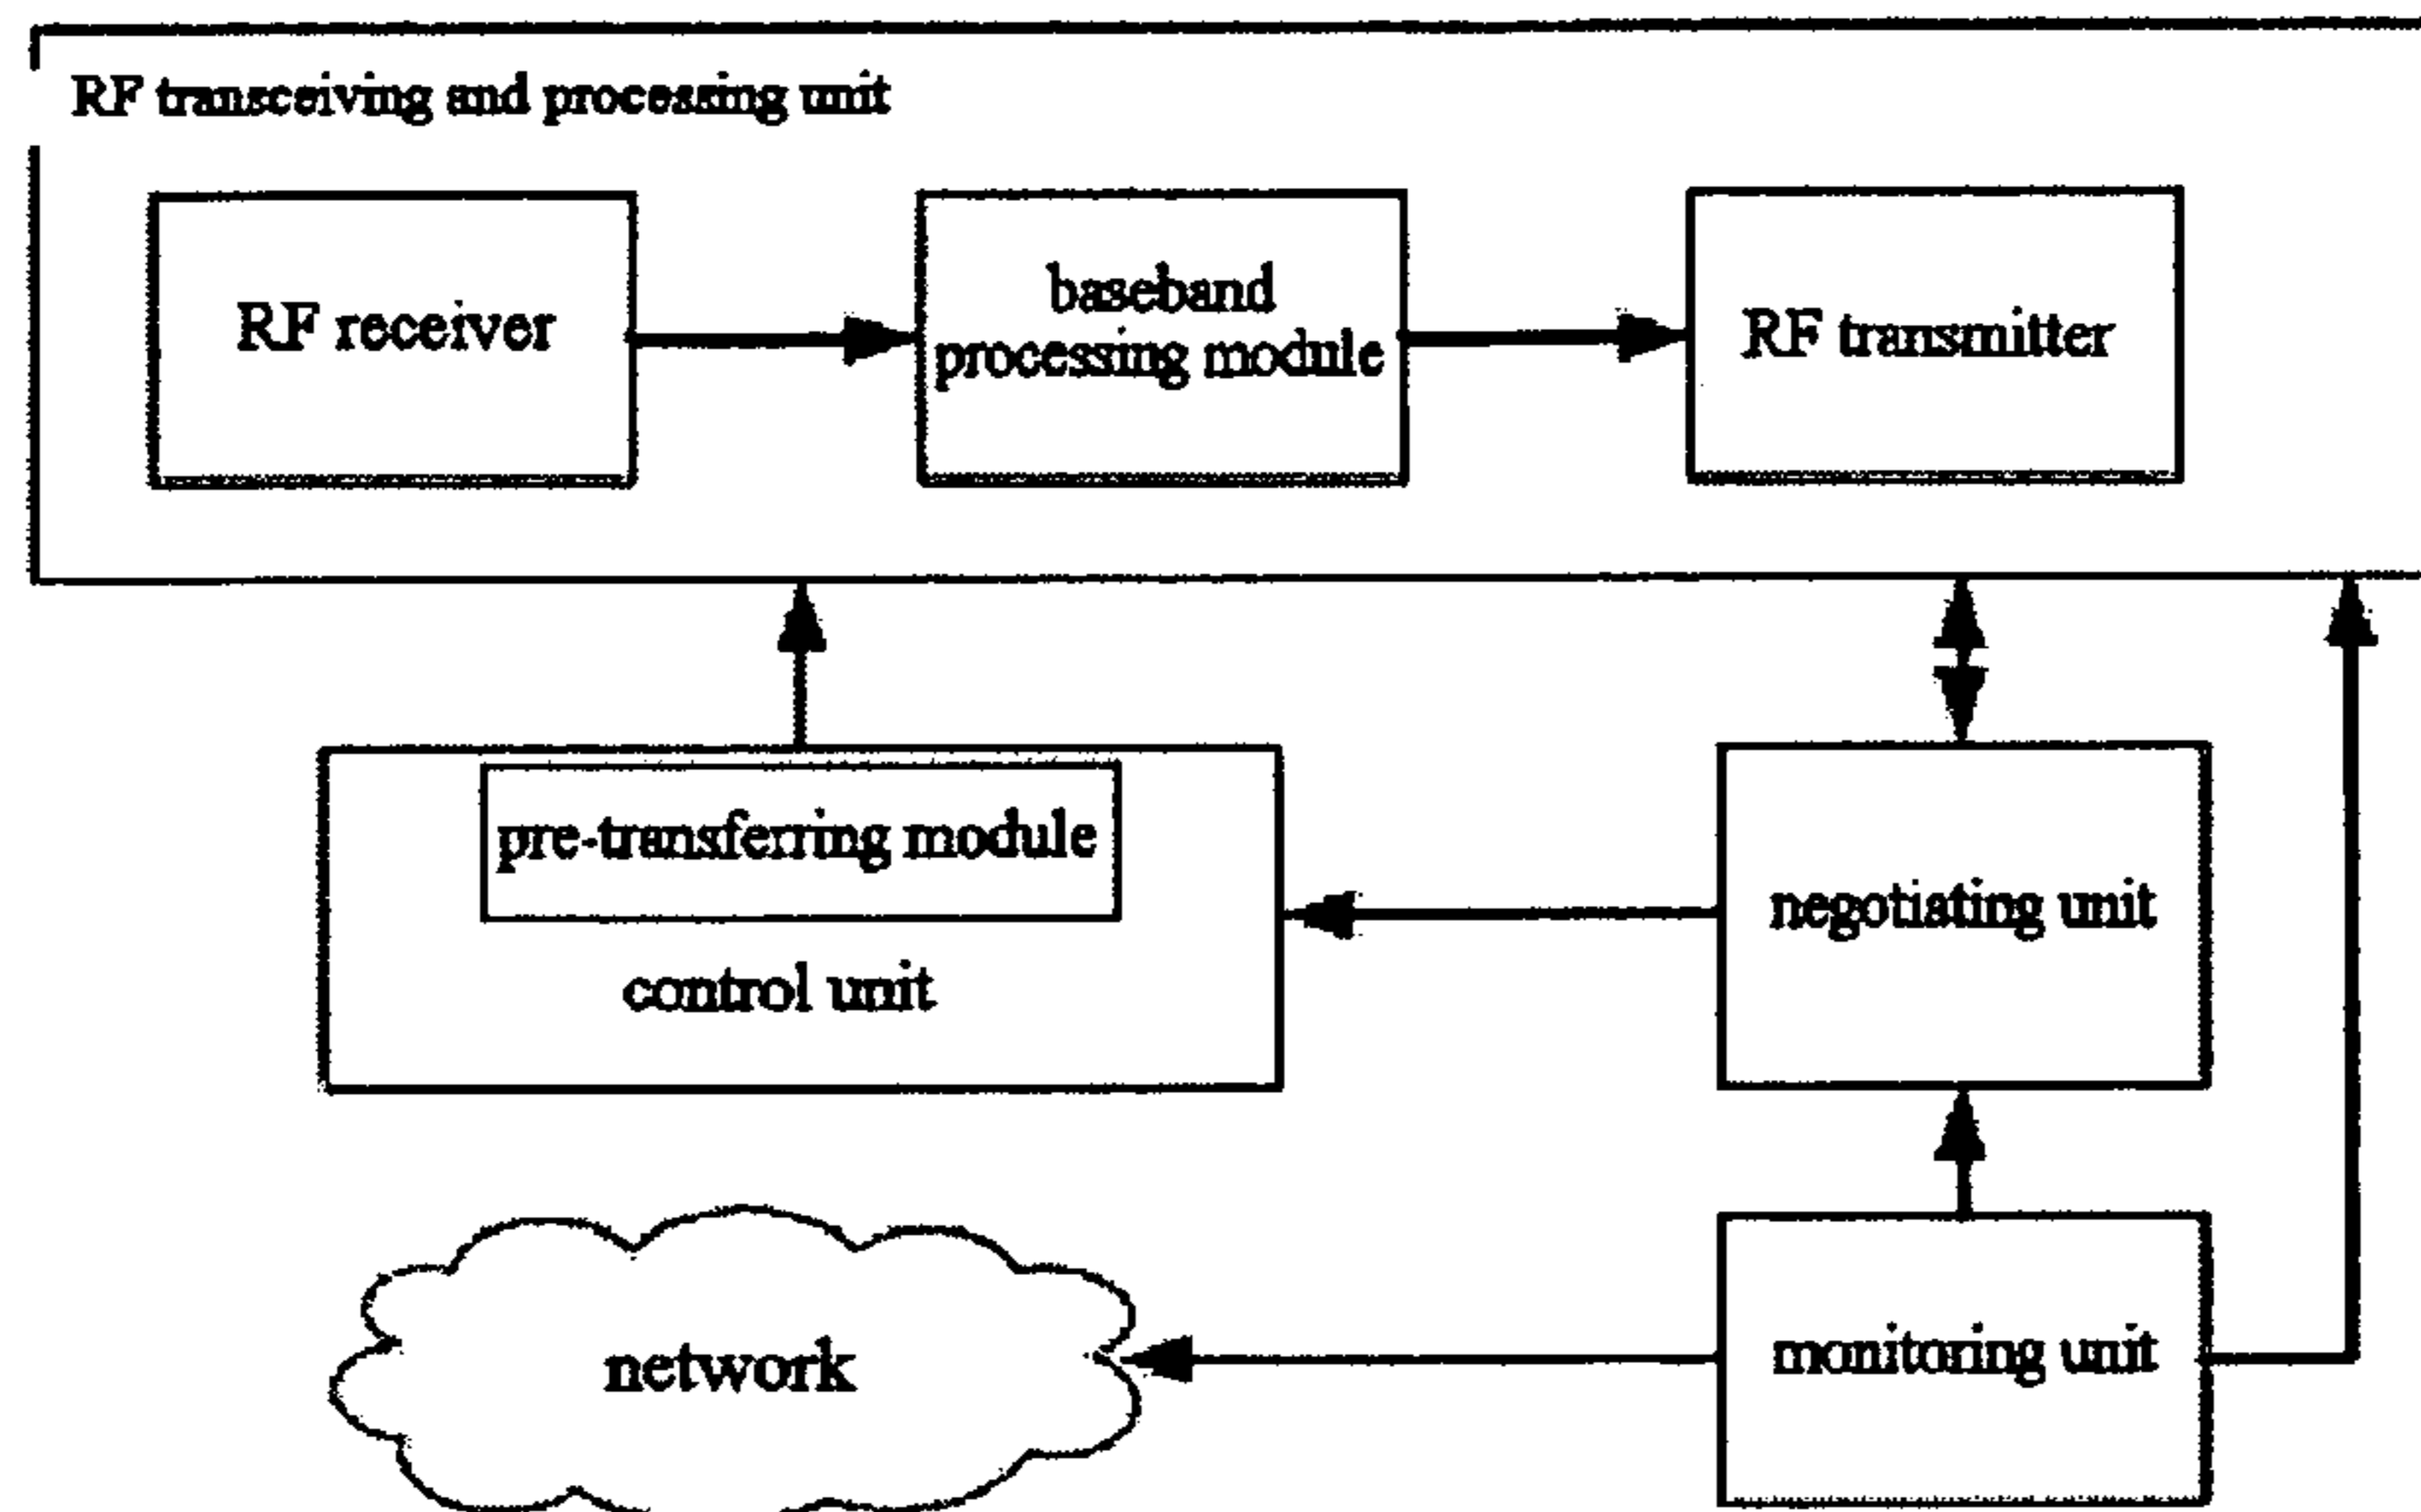 RF transceiving and processing unit
RF receiver
baseband
processing module
RF transmitter
pre-transferring module
control unit
negotiating unit
network
monitoring unit